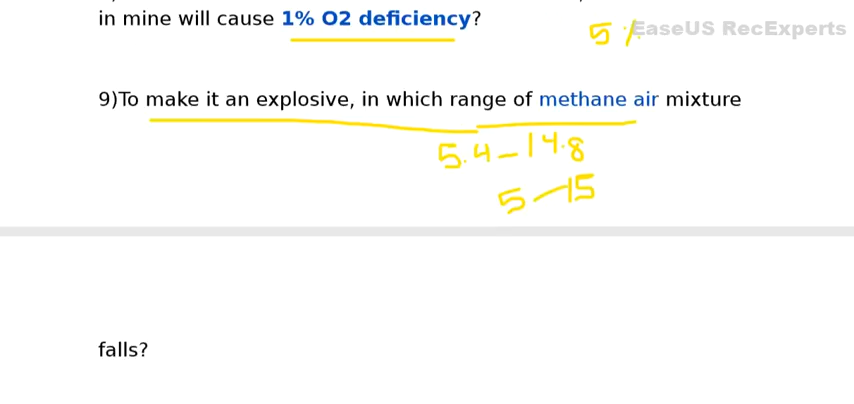 in mine will cause 1% O2 deficiency?
5 %
EaseUS RecExperts
9)To make it an explosive, in which range of methane air mixture
5.4-14.8
5-15
falls?